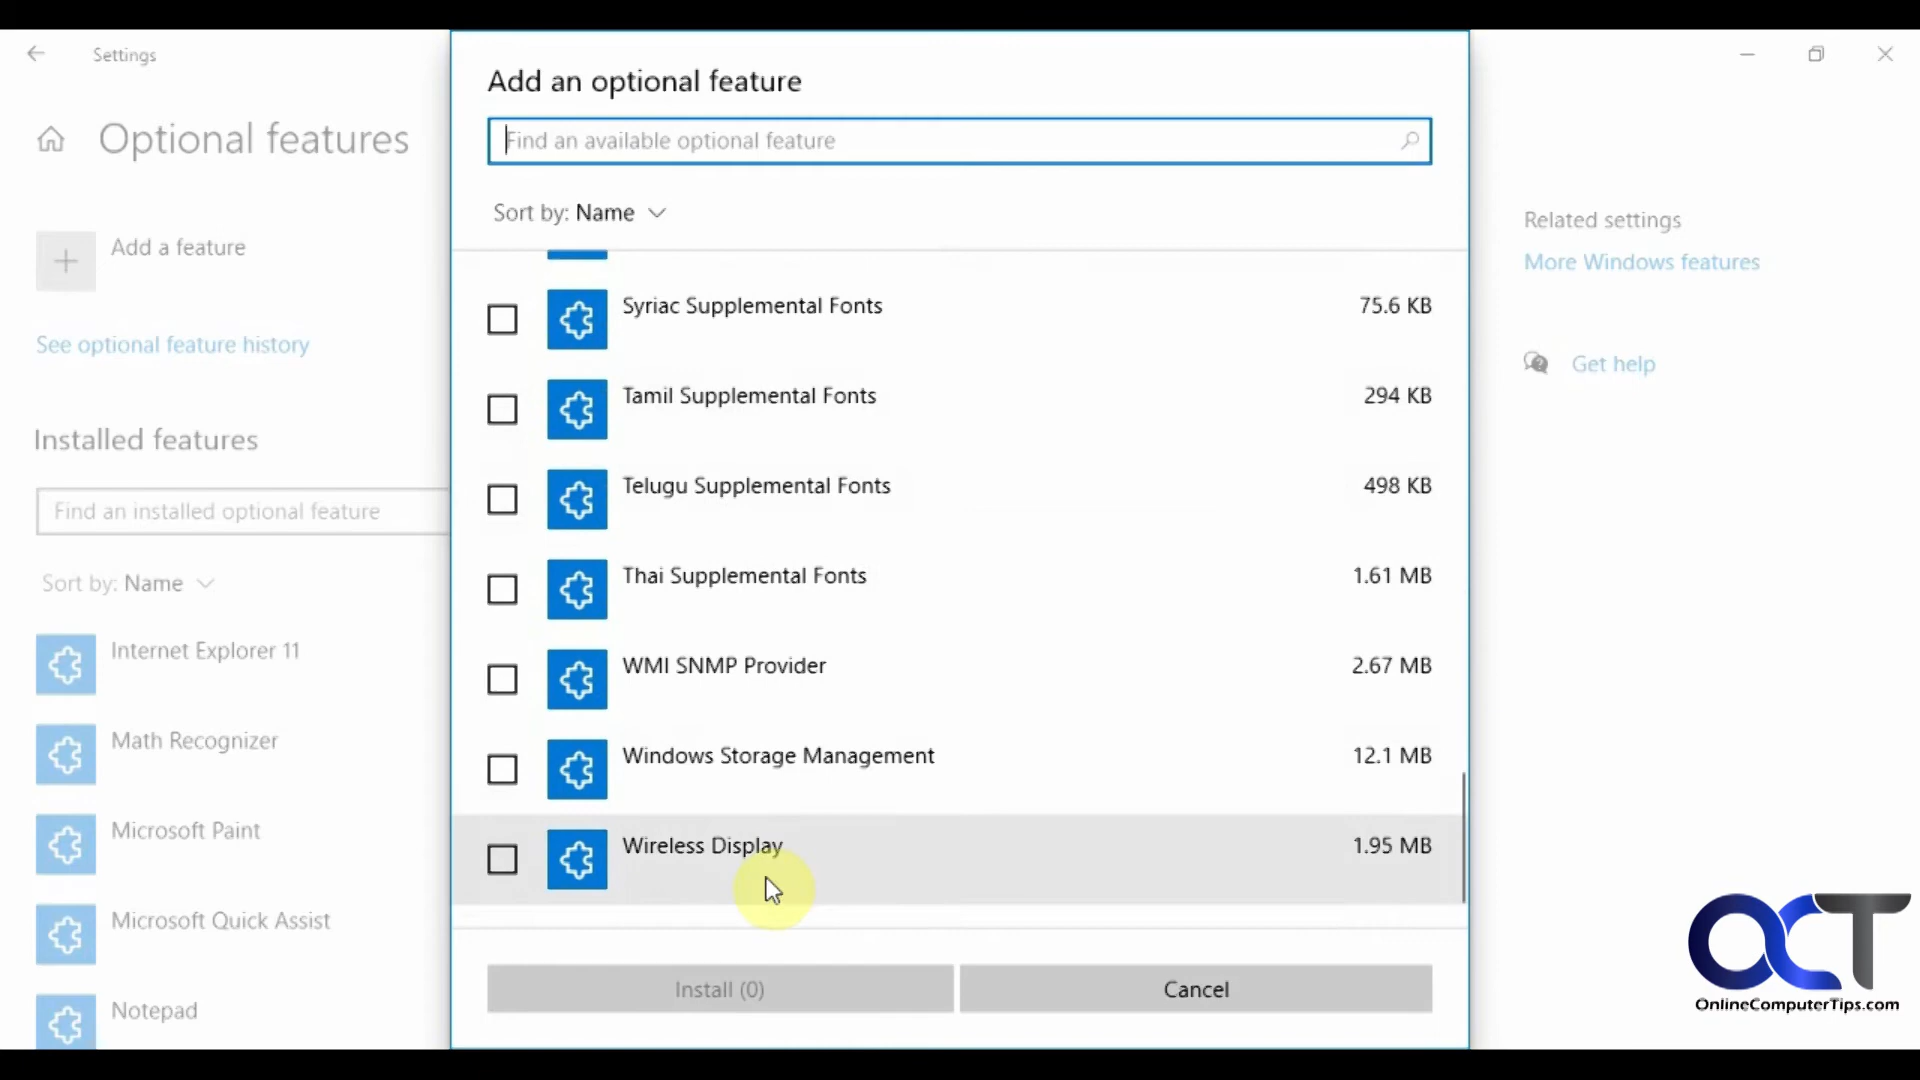 Settings
Optional features
Add a feature
See optional feature history
Installed features
Find an installed optional feature
Sort by: Name
Internet Explorer 11
Math Recognizer
Microsoft Paint
Microsoft Quick Assist
Notepad
Add an optional feature
Find an available optional feature
Sort by: Name
Syriac Supplemental Fonts 75.6 KB
Tamil Supplemental Fonts 294 KB
Telugu Supplemental Fonts 498 KB
Thai Supplemental Fonts 1.61 MB
WMI SNMP Provider 2.67 MB
Windows Storage Management 12.1 MB
Wireless Display 1.95 MB
Install (0) Cancel
Related settings
More Windows features
Get help
OCT
OnlineComputerTips.com